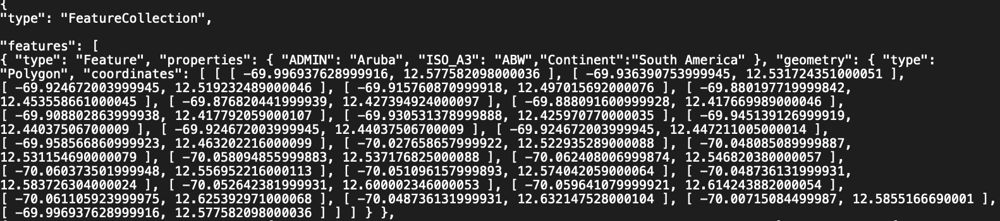 {
"type": "FeatureCollection",
"features": [
{ "type": "Feature", "properties": { "ADMIN": "Aruba", "ISO_A3": "ABW","Continent":"South America" }, "geometry": { "type":
"Polygon", "coordinates": [ [ [ -69.996937628999916, 12.577582098000036 ], [ -69.936390753999945, 12.531724351000051 ],
[ -69.924672003999945, 12.519232489000046 ], [ -69.915760870999918, 12.497015692000076 ], [ -69.880197719999842,
12.453558661000045 ], [ -69.876820441999939, 12.427394924000097 ], [ -69.888091600999928, 12.417669989000046 ],
[ -69.908802863999938, 12.417792059000107 ], [ -69.930531378999888, 12.425970770000035 ], [ -69.945139126999919,
12.44037506700009 ], [ -69.924672003999945, 12.44037506700009 ], [ -69.924672003999945, 12.447211005000014 ],
[ -69.958566860999923, 12.463202216000099 ], [ -70.027658657999922, 12.522935289000088 ], [ -70.048085089999887,
12.531154690000079 ], [ -70.058094855999883, 12.537176825000088 ], [ -70.062408006999874, 12.546820380000057 ],
[ -70.060373501999948, 12.556952216000113 ], [ -70.051096157999893, 12.574042059000064 ], [ -70.048736131999931,
12.583726304000024 ], [ -70.052642381999931, 12.600002346000053 ], [ -70.059641079999921, 12.614243882000054 ],
[ -70.061105923999975, 12.625392971000068 ], [ -70.048736131999931, 12.632147528000104 ], [ -70.00715084499987, 12.5855166690001 ],
[ -69.996937628999916, 12.577582098000036 ] ] ] } },